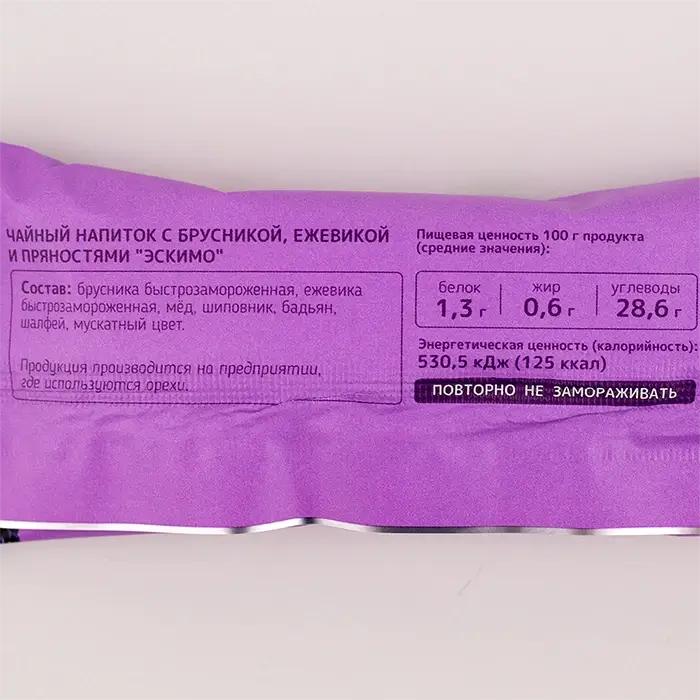 ЧАЙНЫЙ НАПИТОК С БРУСНИКОЙ, ЕЖЕВИКОЙ
И ПРЯНОСТЯМИ "ЭСКИМО"
Состав: брусника быстрозамороженная, ежевика
быстрозамороженная, мёд, шиповник, бадьян,
шалфей, мускатный цвет.
Продукция производится на предприятии,
где используются орехи.
Пищевая ценность 100 г продукта
(средние значения):
белок жир углеводы
1,3 г 0,6 г 28,6 г
Энергетическая ценность (калорийность):
530,5 кДж (125 ккал)
ПОВТОРНО НЕ ЗАМОРАЖИВАТЬ